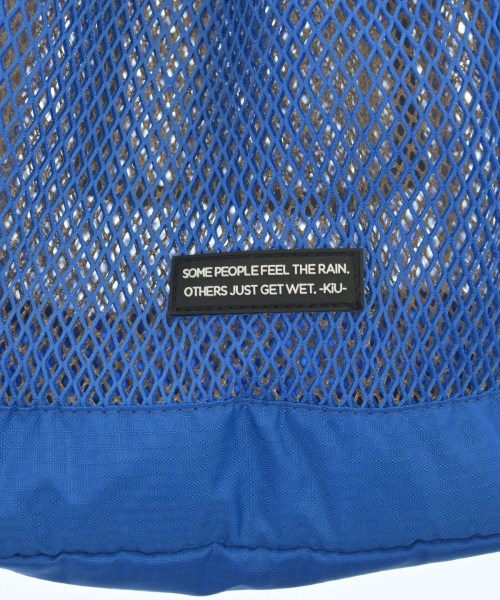 SOME PEOPLE FEEL THE RAIN.
OTHERS JUST GET WET. -KiU-